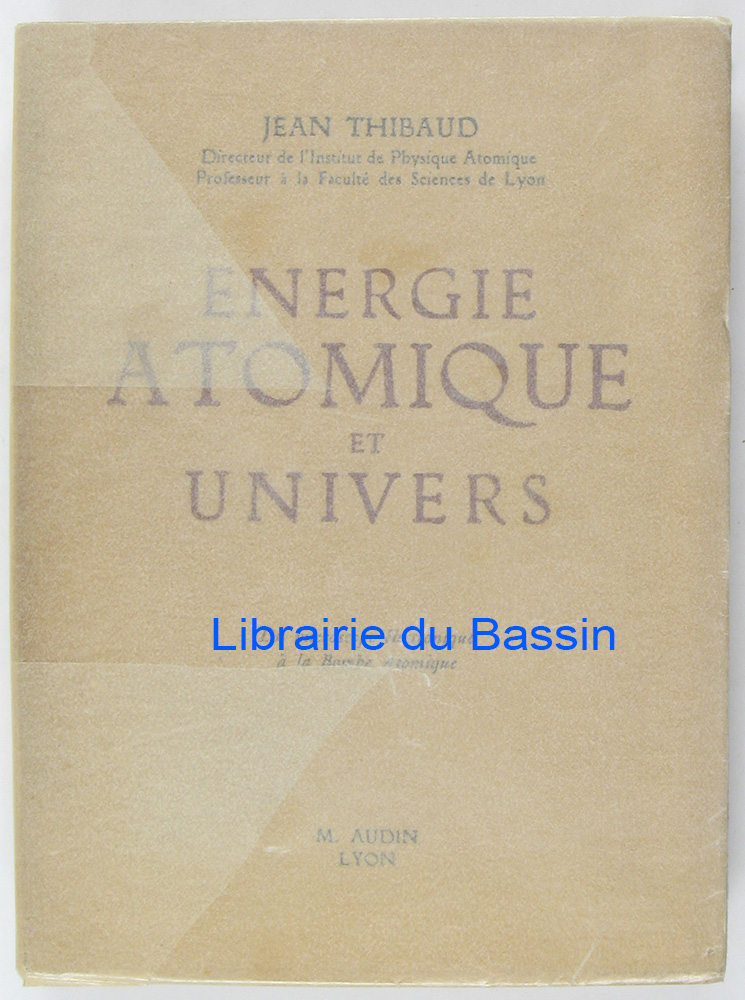 JEAN THIBAUD
Directeur de l'Institut de Physique Atomique
Professeur à la Faculté des Sciences de Lyon
ENERGIE
ATOMIQUE
ET
UNIVERS
Librairie du Bassin
à la Bombe Atomique
M. AUDIN
LYON